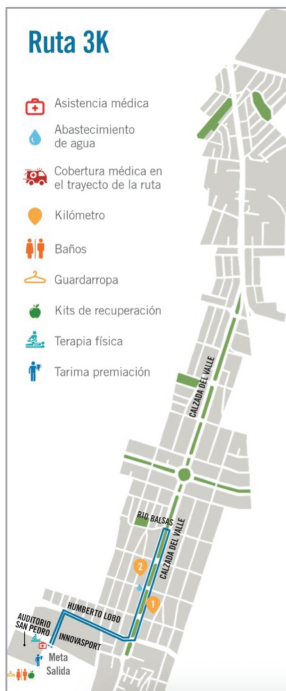 Ruta 3K
Asistencia médica
Abastecimiento
de agua
Cobertura médica en
el trayecto de la ruta
Kilómetro
Baños
Guardarropa
Kits de recuperación
Terapia física
Tarima premiación
CALZADA DEL VALLE
RIO BALSAS
CALZADA DEL VALLE
2
1
HUMBERTO LOBO
AUDITORIO
SAN PEDRO
INNOVASPORT
Meta
Salida